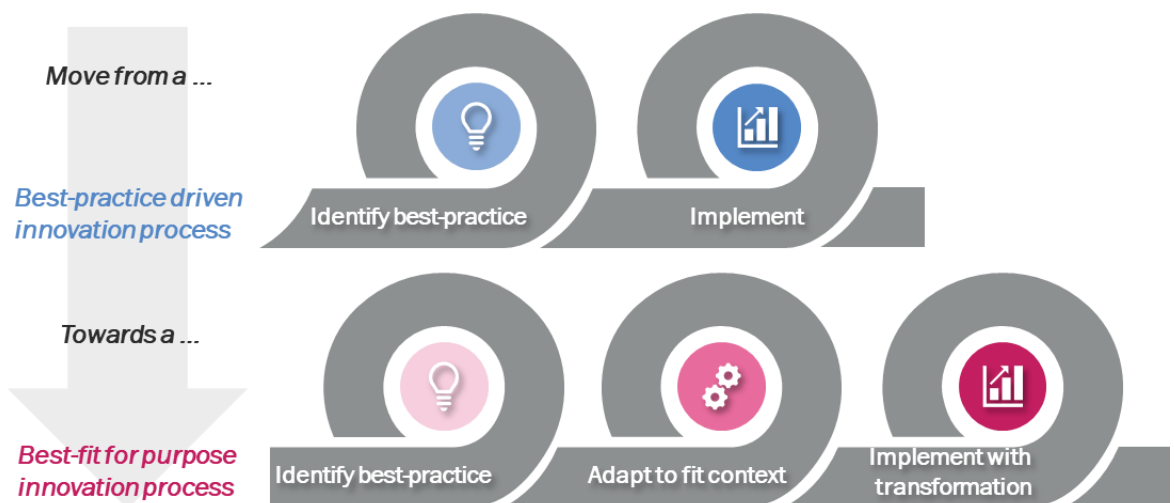 Move from a ...
Best-practice driven
innovation process
Identify best-practice
Implement
Towards a ...
Best-fit for purpose
innovation process
Identify best-practice
Adapt to fit context
Implement with
transformation